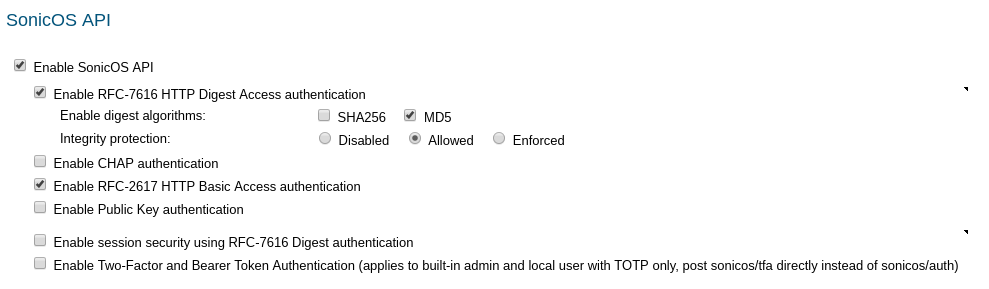 SonicOS API
Enable SonicOS API
Enable RFC-7616 HTTP Digest Access authentication
Enable digest algorithms: SHA256 MD5
Integrity protection: Disabled Allowed Enforced
Enable CHAP authentication
Enable RFC-2617 HTTP Basic Access authentication
Enable Public Key authentication
Enable session security using RFC-7616 Digest authentication
Enable Two-Factor and Bearer Token Authentication (applies to built-in admin and local user with TOTP only, post sonicos/tfa directly instead of sonicos/auth)